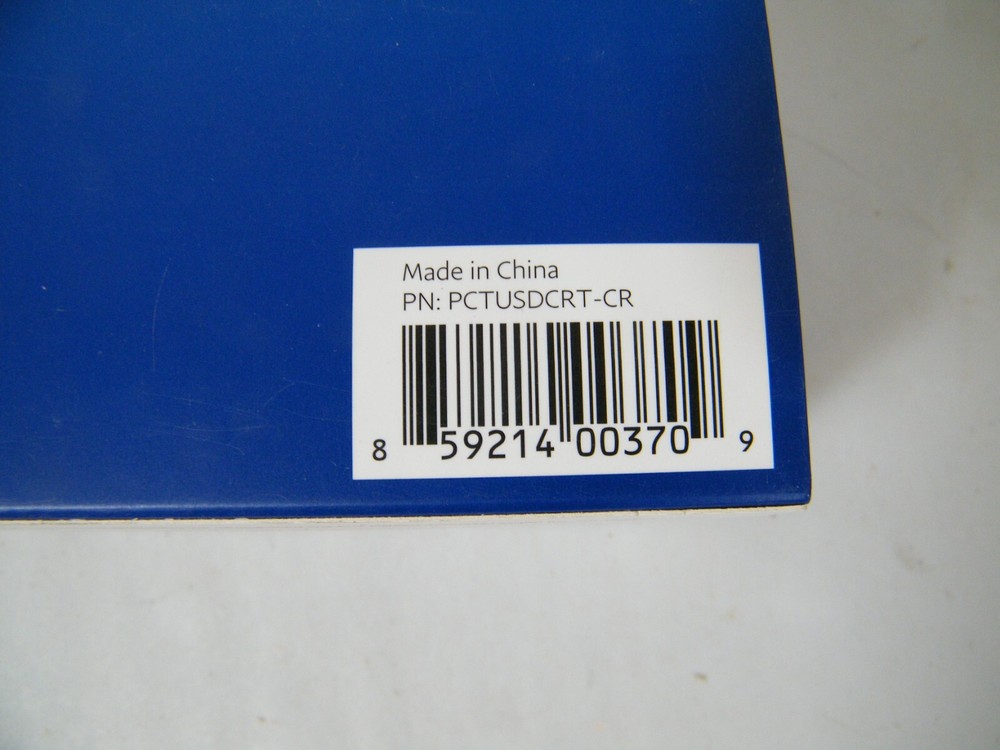 Made in China
PN: PCTUSDCRT-CR
8 59214 00370 9